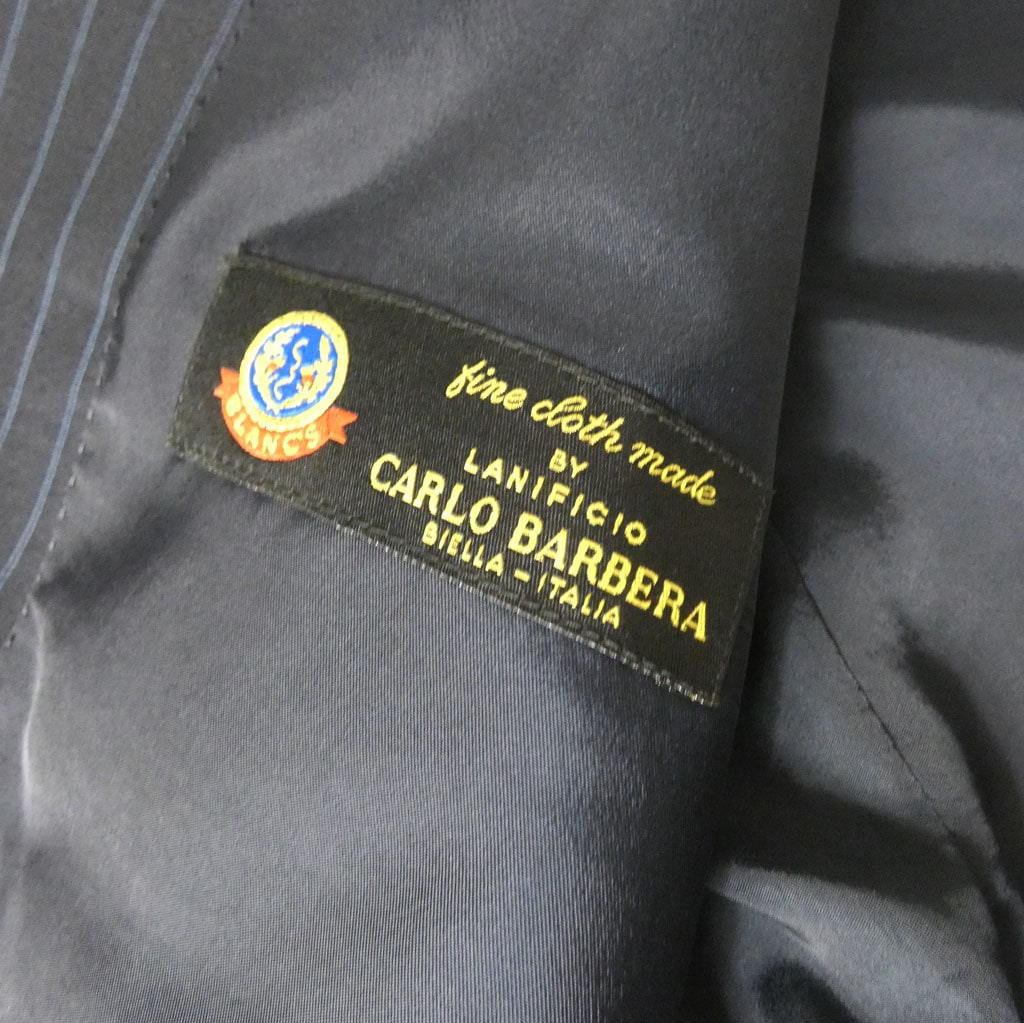 BLANC'S
fine cloth made
BY
LANIFICIO
CARLO BARBERA
BIELLA-ITALIA